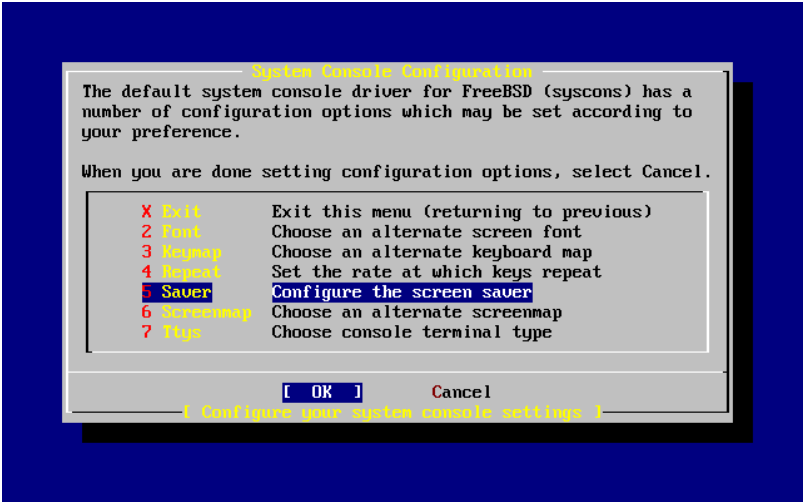 System Console Configuration
The default system console driver for FreeBSD (syscons) has a
number of configuration options which may be set according to
your preference.
When you are done setting configuration options, select Cancel.
X Exit Exit this menu (returning to previous)
2 Font Choose an alternate screen font
3 Keymap Choose an alternate keyboard map
4 Repeat Set the rate at which keys repeat
5 Saver Configure the screen saver
6 Screenmap Choose an alternate screenmap
7 Ttys Choose console terminal type
[ OK ] Cancel
[ Configure your system console settings ]